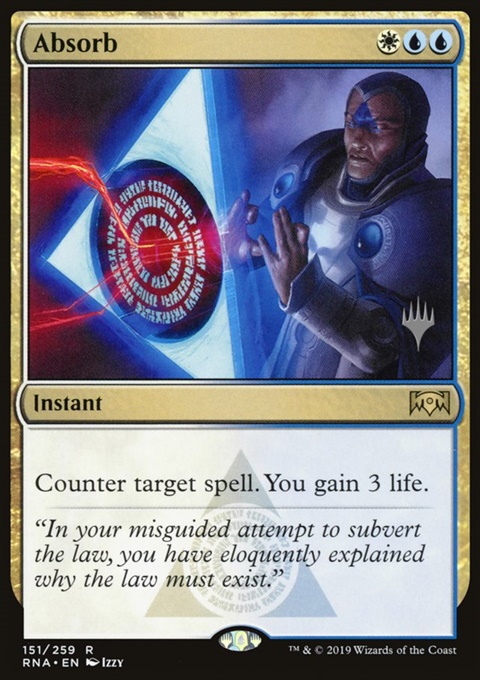 Absorb
Instant
Counter target spell. You gain 3 life.
“In your misguided attempt to subvert
the law, you have eloquently explained
why the law must exist.”
151/259 R
RNA • EN Izzy
™ & © 2019 Wizards of the Coast